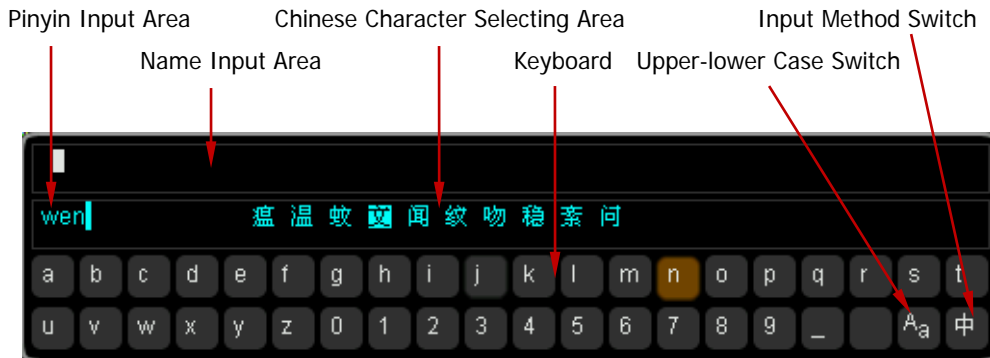 Pinyin Input Area Chinese Character Selecting Area Input Method Switch
Name Input Area Keyboard Upper-lower Case Switch
wen 瘟 温 蚊 文 闻 纹 吻 稳 紊 问
a b c d e f g h i j k l m n o p q r s t
u v w x y z 0 1 2 3 4 5 6 7 8 9 _ Aa 中